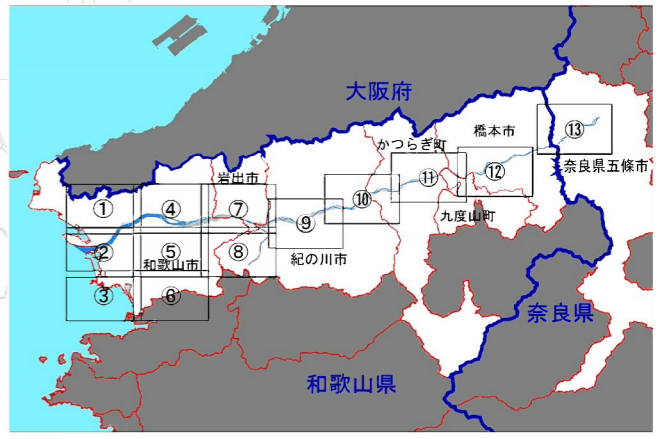 大阪府
橋本市
⑬
かつらぎ町
奈良県五條市
岩出市
⑪
⑫
⑩
①
④
⑦
九度山町
⑨
②
⑤
⑧
紀の川市
和歌山市
③
⑥
奈良県
和歌山県